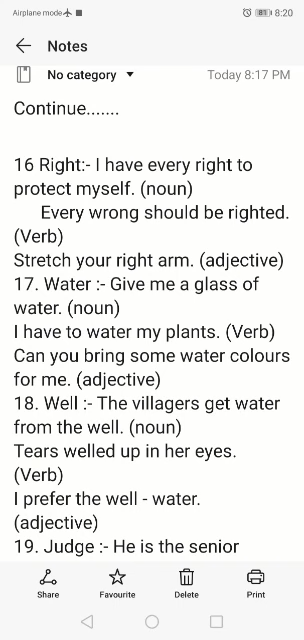 Airplane mode 81 8:20
Notes
No category Today 8:17 PM
Continue.......
16 Right:- I have every right to
protect myself. (noun)
Every wrong should be righted.
(Verb)
Stretch your right arm. (adjective)
17. Water :- Give me a glass of
water. (noun)
I have to water my plants. (Verb)
Can you bring some water colours
for me. (adjective)
18. Well :- The villagers get water
from the well. (noun)
Tears welled up in her eyes.
(Verb)
I prefer the well - water.
(adjective)
19. Judge :- He is the senior
Share Favourite Delete Print